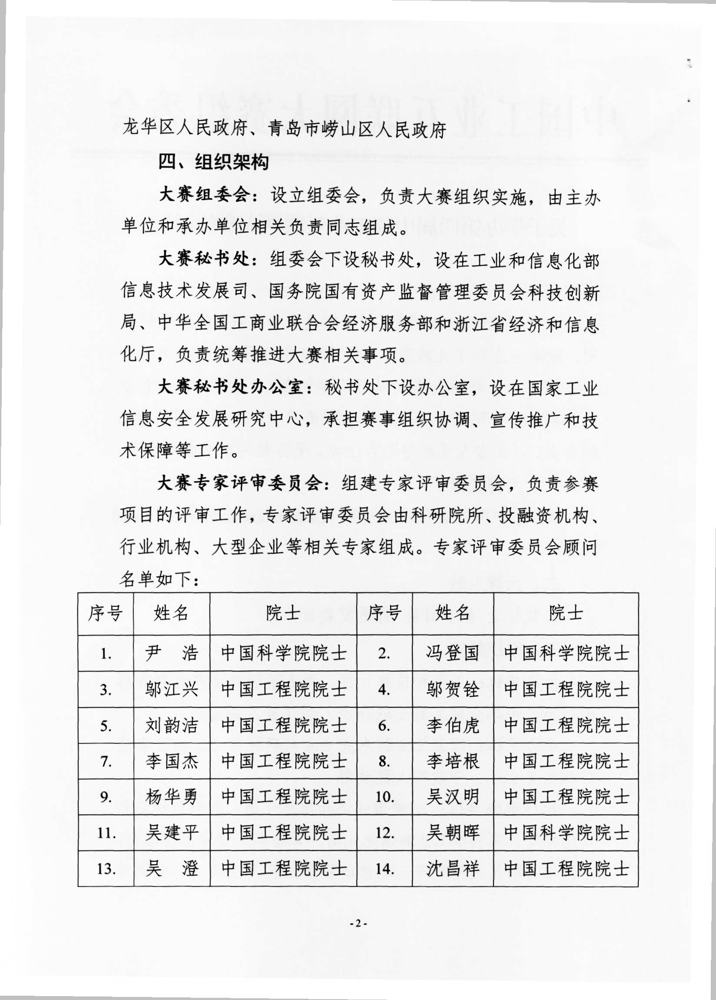 龙华区人民政府、青岛市崂山区人民政府
四、组织架构
大赛组委会：设立组委会，负责大赛组织实施，由主办
单位和承办单位相关负责同志组成。
大赛秘书处：组委会下设秘书处，设在工业和信息化部
信息技术发展司、国务院国有资产监督管理委员会科技创新
局、中华全国工商业联合会经济服务部和浙江省经济和信息
化厅，负责统筹推进大赛相关事项。
大赛秘书处办公室：秘书处下设办公室，设在国家工业
信息安全发展研究中心，承担赛事组织协调、宣传推广和技
术保障等工作。
大赛专家评审委员会：组建专家评审委员会，负责参赛
项目的评审工作，专家评审委员会由科研院所、投融资机构、
行业机构、大型企业等相关专家组成。专家评审委员会顾问
名单如下：
序号 姓名 院士 序号 姓名 院士
1. 尹 浩 中国科学院院士 2. 冯登国 中国科学院院士
3. 邬江兴 中国工程院院士 4. 邬贺铨 中国工程院院士
5. 刘韵洁 中国工程院院士 6. 李伯虎 中国工程院院士
7. 李国杰 中国工程院院士 8. 李培根 中国工程院院士
9. 杨华勇 中国工程院院士 10. 吴汉明 中国工程院院士
11. 吴建平 中国工程院院士 12. 吴朝晖 中国科学院院士
13. 吴 澄 中国工程院院士 14. 沈昌祥 中国工程院院士
- 2 -